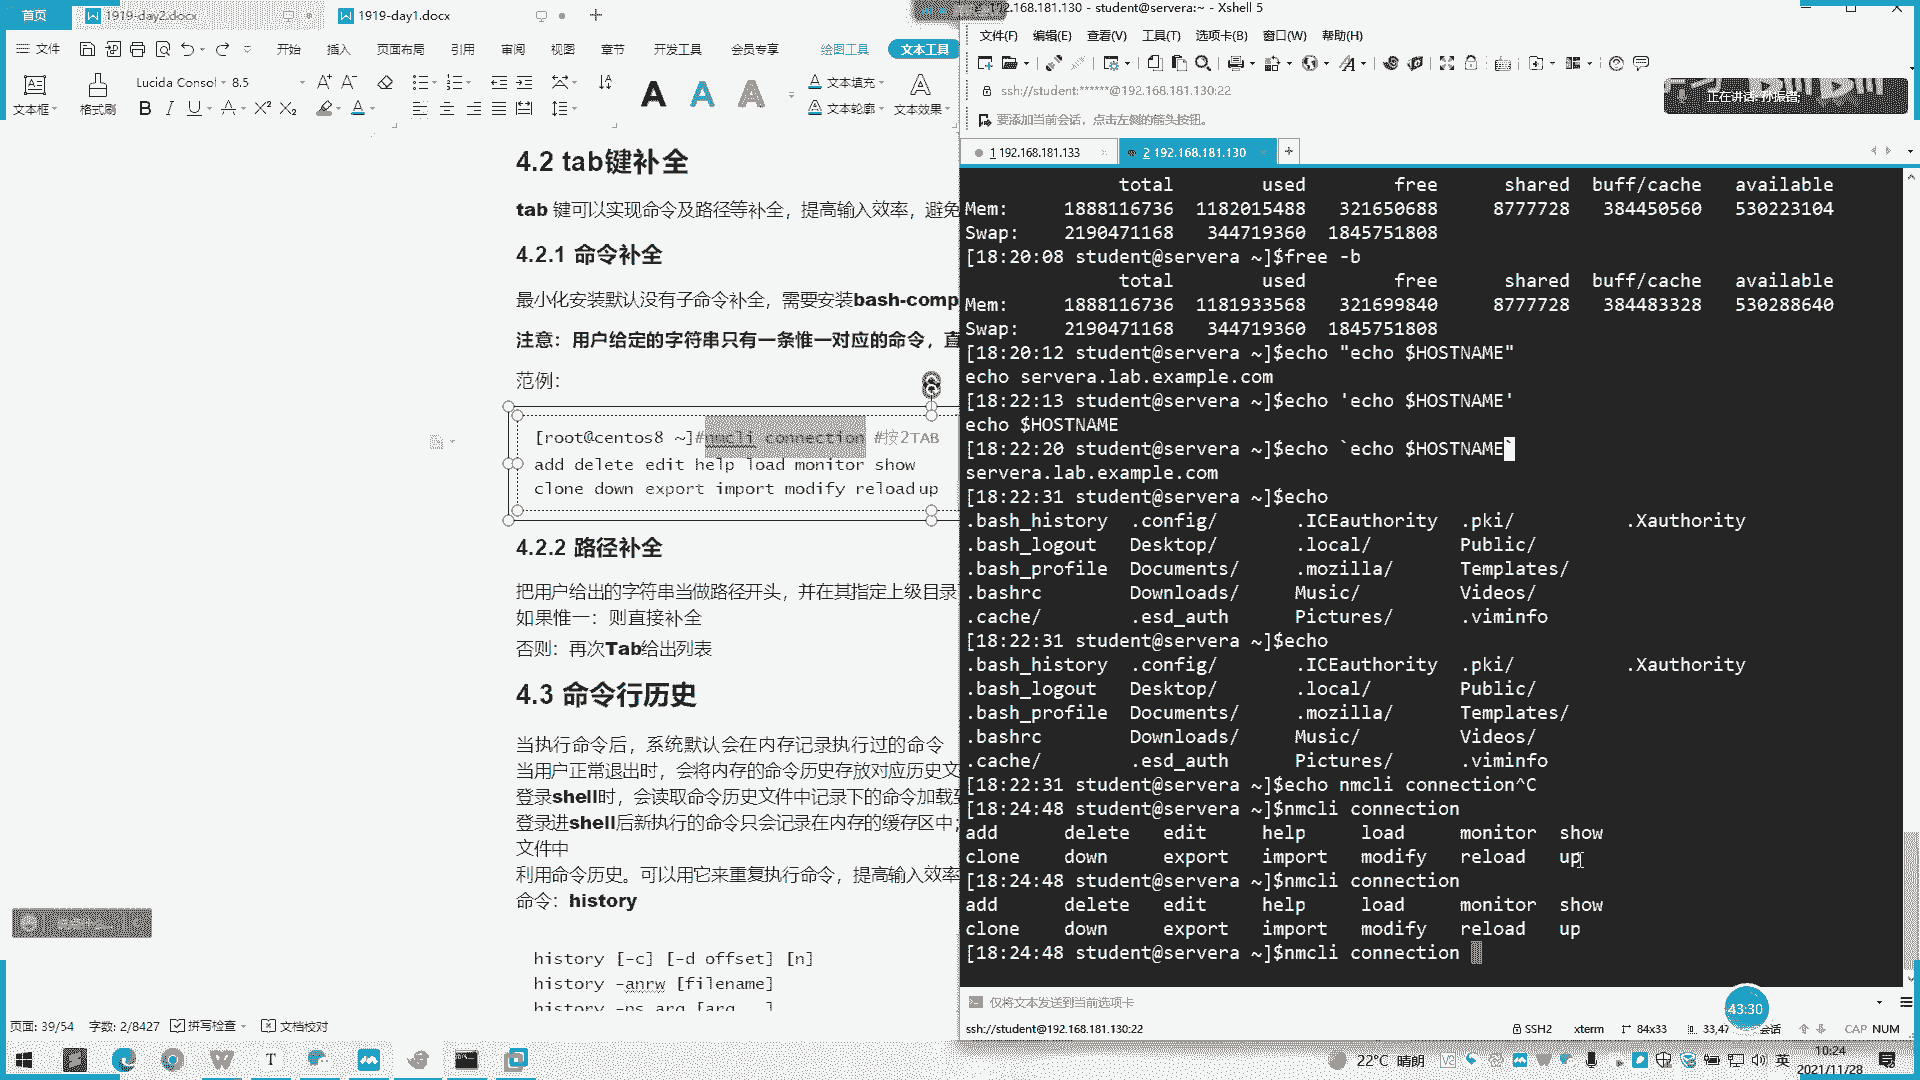 首页
1919-day2.docx
1919-day1.docx
文件
开始 插入 页面布局 引用 审阅 视图 章节 开发工具 会员专享 绘图工具 文本工具
文本框
格式刷
Lucida Consol 8.5
文本填充
文本轮廓
文本效果
4.2 tab键补全
tab 键可以实现命令及路径等补全，提高输入效率，避免
4.2.1 命令补全
最小化安装默认没有子命令补全，需要安装bash-comp
注意：用户给定的字符串只有一条惟一对应的命令，直
范例：
[root@centos8 ~]#nmcli connection #按2TAB
add delete edit help load monitor show
clone down export import modify reload up
4.2.2 路径补全
把用户给出的字符串当做路径开头，并在其指定上级目录
如果惟一：则直接补全
否则：再次Tab给出列表
4.3 命令行历史
当执行命令后，系统默认会在内存记录执行过的命令
当用户正常退出时，会将内存的命令历史存放对应历史文
登录shell时，会读取命令历史文件中记录下的命令加载到
登录进shell后新执行的命令只会记录在内存的缓存区中；
文件中
利用命令历史。可以用它来重复执行命令，提高输入效率
命令：history
history [-c] [-d offset] [n]
history -anrw [filename]
history -ps arg [arg...]
页面: 39/54 字数: 2/8427 拼写检查 文档校对
192.168.181.130 - student@servera:~ - Xshell 5
文件(F) 编辑(E) 查看(V) 工具(T) 选项卡(B) 窗口(W) 帮助(H)
ssh://student:******@192.168.181.130:22
要添加当前会话，点击左侧的箭头按钮。
1 192.168.181.133
2 192.168.181.130
total used free shared buff/cache available
Mem: 1888116736 1182015488 321650688 8777728 384450560 530223104
Swap: 2190471168 344719360 1845751808
[18:20:08 student@servera ~]$free -b
total used free shared buff/cache available
Mem: 1888116736 1181933568 321699840 8777728 384483328 530288640
Swap: 2190471168 344719360 1845751808
[18:20:12 student@servera ~]$echo "echo $HOSTNAME"
echo servera.lab.example.com
[18:22:13 student@servera ~]$echo 'echo $HOSTNAME'
echo $HOSTNAME
[18:22:20 student@servera ~]$echo `echo $HOSTNAME`
servera.lab.example.com
[18:22:31 student@servera ~]$echo
.bash_history .config/ .ICEauthority .pki/ .Xauthority
.bash_logout Desktop/ .local/ Public/
.bash_profile Documents/ .mozilla/ Templates/
.bashrc Downloads/ Music/ Videos/
.cache/ .esd_auth Pictures/ .viminfo
[18:22:31 student@servera ~]$echo
.bash_history .config/ .ICEauthority .pki/ .Xauthority
.bash_logout Desktop/ .local/ Public/
.bash_profile Documents/ .mozilla/ Templates/
.bashrc Downloads/ Music/ Videos/
.cache/ .esd_auth Pictures/ .viminfo
[18:22:31 student@servera ~]$echo nmcli connection^C
[18:24:48 student@servera ~]$nmcli connection
add delete edit help load monitor show
clone down export import modify reload up
[18:24:48 student@servera ~]$nmcli connection
add delete edit help load monitor show
clone down export import modify reload up
[18:24:48 student@servera ~]$nmcli connection
仅将文本发送到当前选项卡
43:30
ssh://student@192.168.181.130:22 SSH2 xterm 84x33 33,47 会话 CAP NUM
22°C 晴朗
英
10:24
2021/11/28